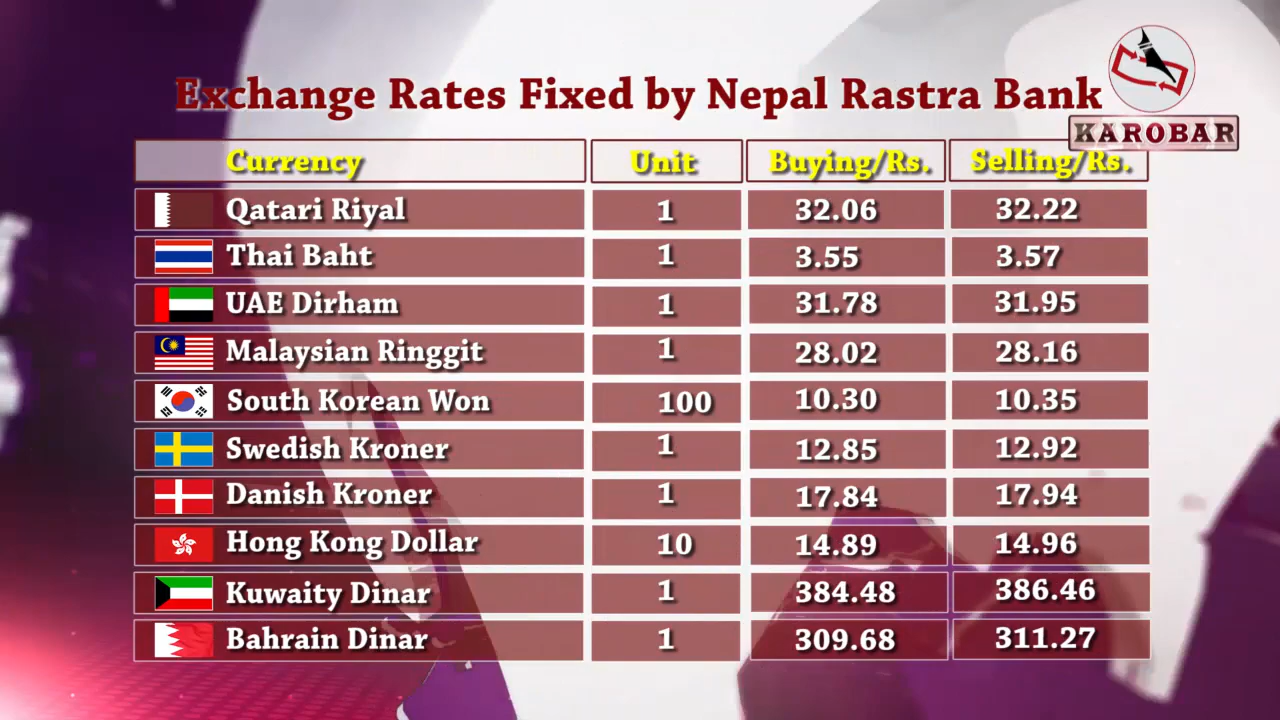 Exchange Rates Fixed by Nepal Rastra Bank
KAROBAR
Currency Unit Buying/Rs. Selling/Rs.
Qatari Riyal 1 32.06 32.22
Thai Baht 1 3.55 3.57
UAE Dirham 1 31.78 31.95
Malaysian Ringgit 1 28.02 28.16
South Korean Won 100 10.30 10.35
Swedish Kroner 1 12.85 12.92
Danish Kroner 1 17.84 17.94
Hong Kong Dollar 10 14.89 14.96
Kuwaity Dinar 1 384.48 386.46
Bahrain Dinar 1 309.68 311.27